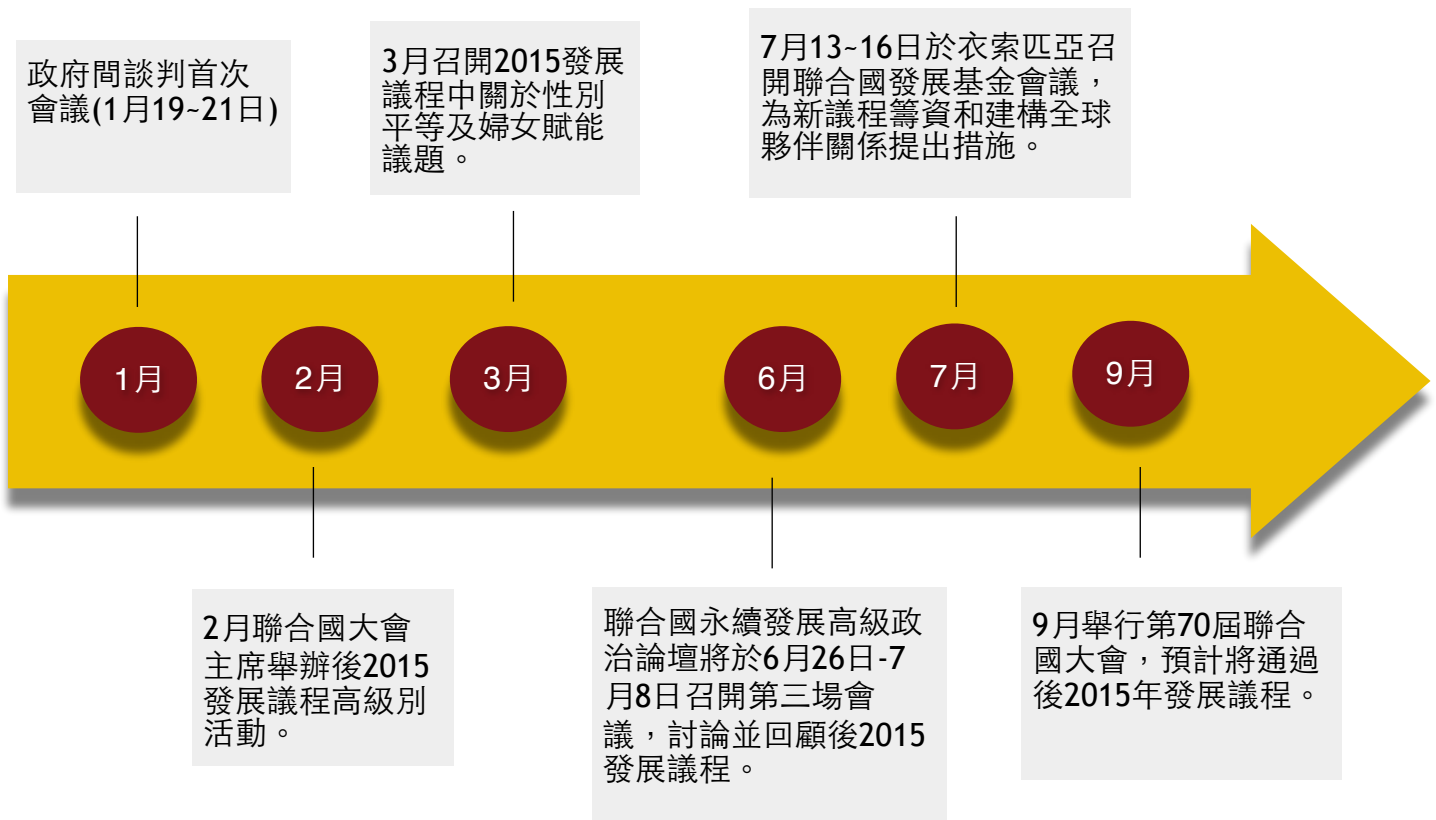 政府間談判首次
會議(1月19~21日)
3月召開2015發展
議程中關於性別
平等及婦女賦能
議題。
7月13~16日於衣索匹亞召
開聯合國發展基金會議，
為新議程籌資和建構全球
夥伴關係提出措施。
1月
2月
3月
6月
7月
9月
2月聯合國大會
主席舉辦後2015
發展議程高級別
活動。
聯合國永續發展高級政
治論壇將於6月26日-7
月8日召開第三場會
議，討論並回顧後2015
發展議程。
9月舉行第70屆聯合
國大會，預計將通過
後2015年發展議程。